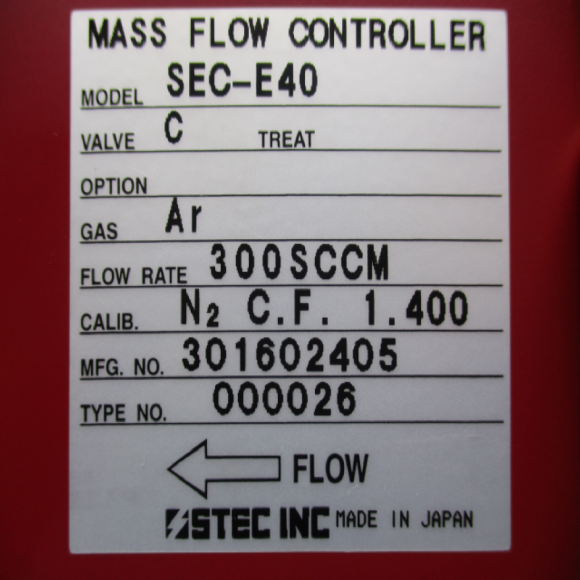 MASS FLOW CONTROLLER
MODEL SEC-E40
VALVE C TREAT
OPTION
GAS Ar
FLOW RATE 300SCCM
CALIB. N₂ C.F. 1.400
MFG. NO. 301602405
TYPE NO. 000026
FLOW
STEC INC MADE IN JAPAN